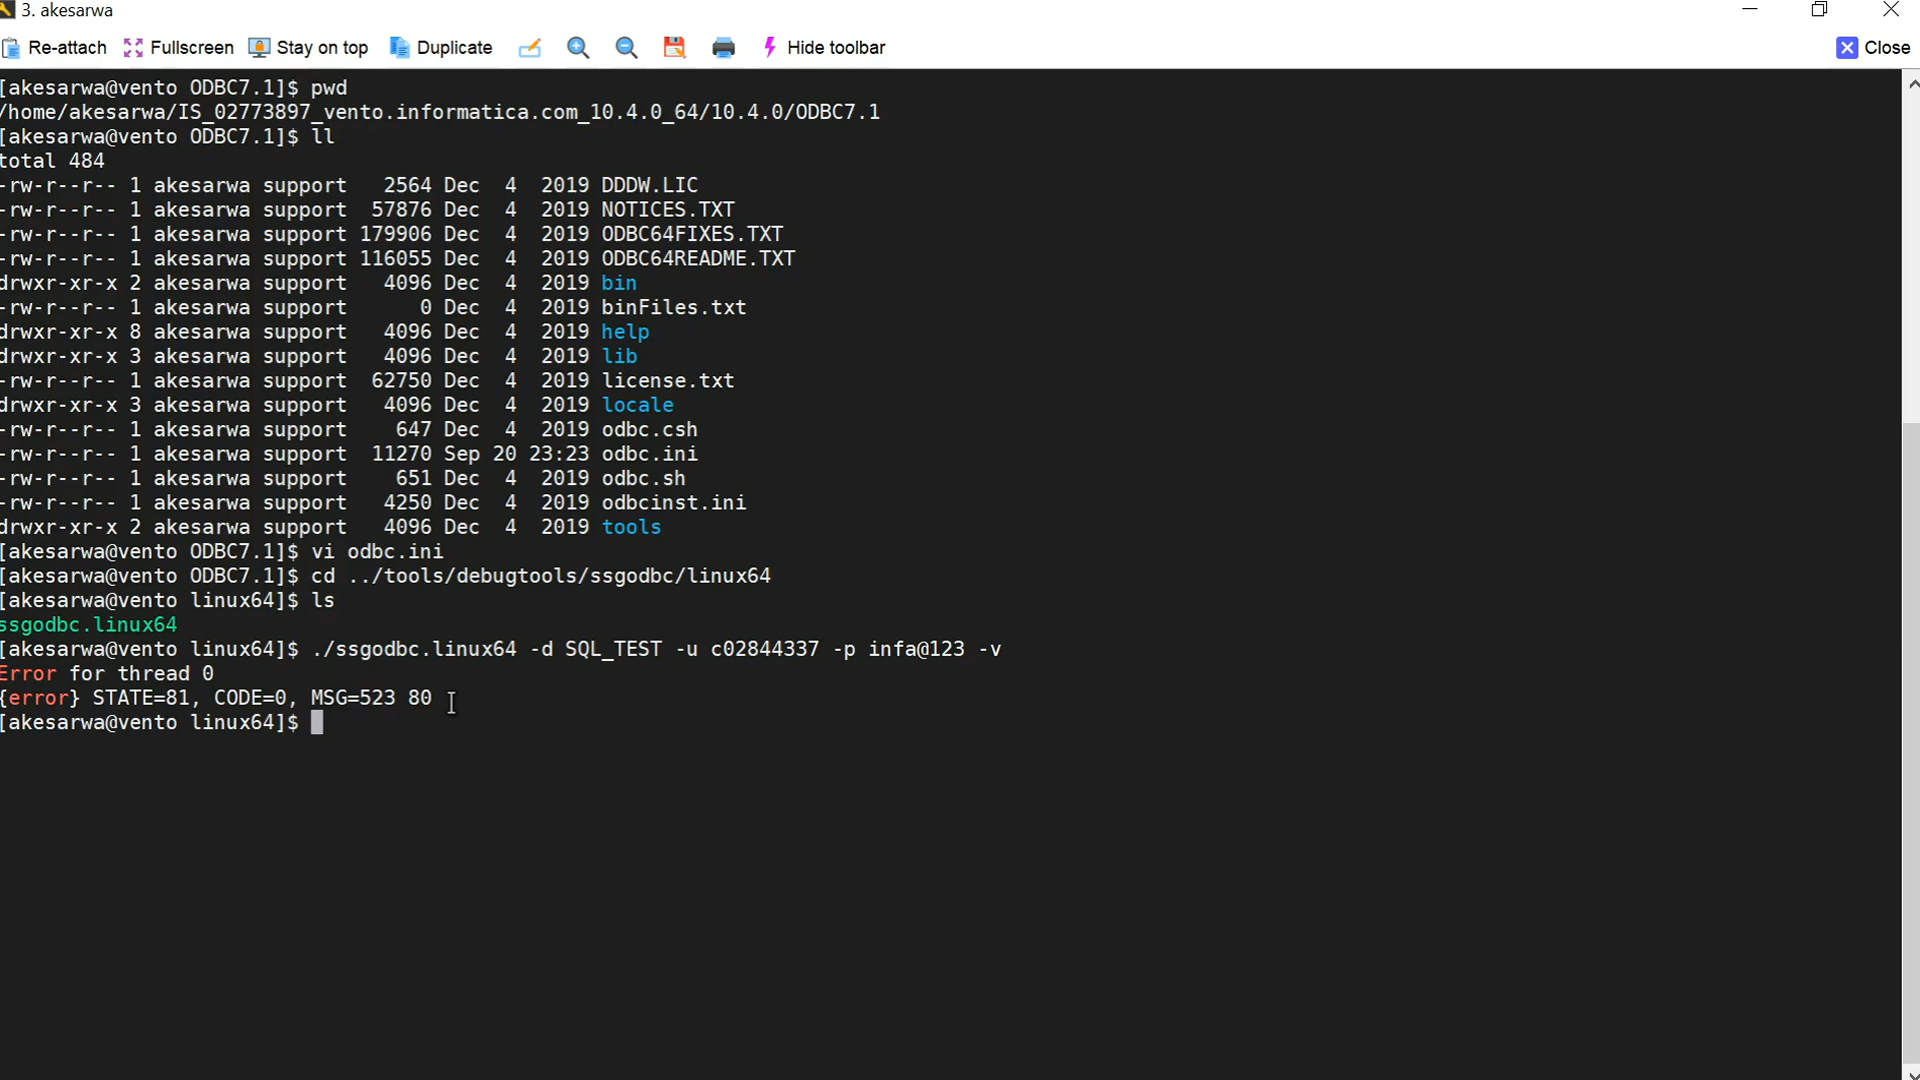 3. akesarwa
Re-attach Fullscreen Stay on top Duplicate Hide toolbar Close
[akesarwa@vento ODBC7.1]$ pwd
/home/akesarwa/IS_02773897_vento.informatica.com_10.4.0_64/10.4.0/ODBC7.1
[akesarwa@vento ODBC7.1]$ ll
total 484
-rw-r--r-- 1 akesarwa support   2564 Dec  4  2019 DDDW.LIC
-rw-r--r-- 1 akesarwa support  57876 Dec  4  2019 NOTICES.TXT
-rw-r--r-- 1 akesarwa support 179906 Dec  4  2019 ODBC64FIXES.TXT
-rw-r--r-- 1 akesarwa support 116055 Dec  4  2019 ODBC64README.TXT
drwxr-xr-x 2 akesarwa support   4096 Dec  4  2019 bin
-rw-r--r-- 1 akesarwa support      0 Dec  4  2019 binFiles.txt
drwxr-xr-x 8 akesarwa support   4096 Dec  4  2019 help
drwxr-xr-x 3 akesarwa support   4096 Dec  4  2019 lib
-rw-r--r-- 1 akesarwa support  62750 Dec  4  2019 license.txt
drwxr-xr-x 3 akesarwa support   4096 Dec  4  2019 locale
-rw-r--r-- 1 akesarwa support    647 Dec  4  2019 odbc.csh
-rw-r--r-- 1 akesarwa support  11270 Sep 20 23:23 odbc.ini
-rw-r--r-- 1 akesarwa support    651 Dec  4  2019 odbc.sh
-rw-r--r-- 1 akesarwa support   4250 Dec  4  2019 odbcinst.ini
drwxr-xr-x 2 akesarwa support   4096 Dec  4  2019 tools
[akesarwa@vento ODBC7.1]$ vi odbc.ini
[akesarwa@vento ODBC7.1]$ cd ../tools/debugtools/ssgodbc/linux64
[akesarwa@vento linux64]$ ls
ssgodbc.linux64
[akesarwa@vento linux64]$ ./ssgodbc.linux64 -d SQL_TEST -u c02844337 -p infa@123 -v
Error for thread 0
{error} STATE=81, CODE=0, MSG=523 80
[akesarwa@vento linux64]$